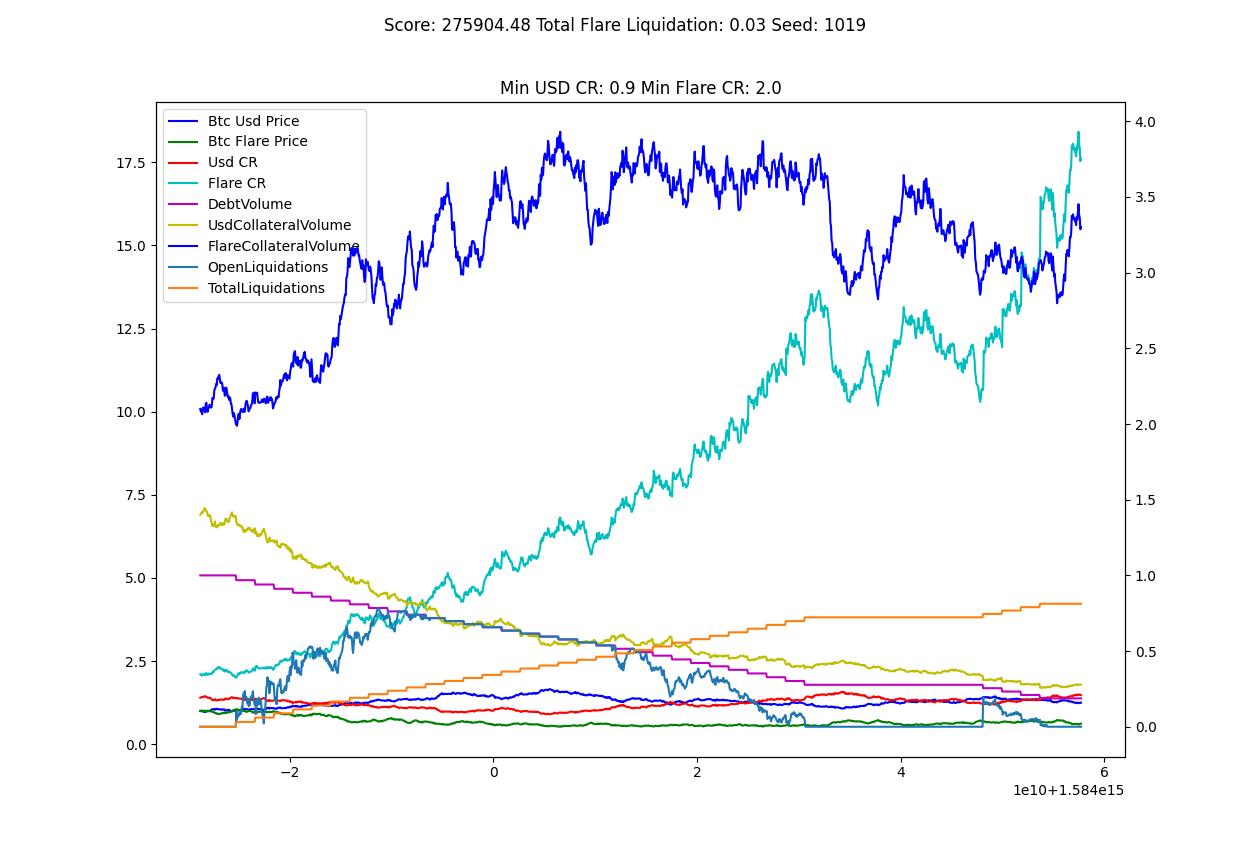 Score: 275904.48 Total Flare Liquidation: 0.03 Seed: 1019
Min USD CR: 0.9 Min Flare CR: 2.0
Btc Usd Price
Btc Flare Price
Usd CR
Flare CR
DebtVolume
UsdCollateralVolume
FlareCollateralVolume
OpenLiquidations
TotalLiquidations
17.5
15.0
12.5
10.0
7.5
5.0
2.5
0.0
4.0
3.5
3.0
2.5
2.0
1.5
1.0
0.5
0.0
−2 0 2 4 6
1e10+1.584e15